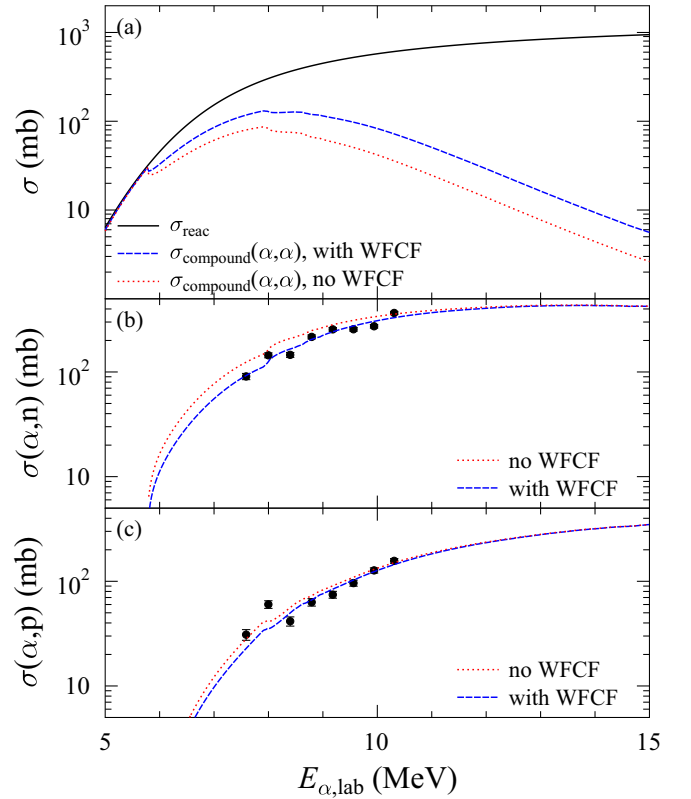 (a)
10³
10²
10
σ (mb)
σreac
σcompound(α,α), with WFCF
σcompound(α,α), no WFCF
(b)
10²
10
σ(α,n) (mb)
no WFCF
with WFCF
(c)
10²
10
σ(α,p) (mb)
no WFCF
with WFCF
5 10 15
Eα,lab (MeV)